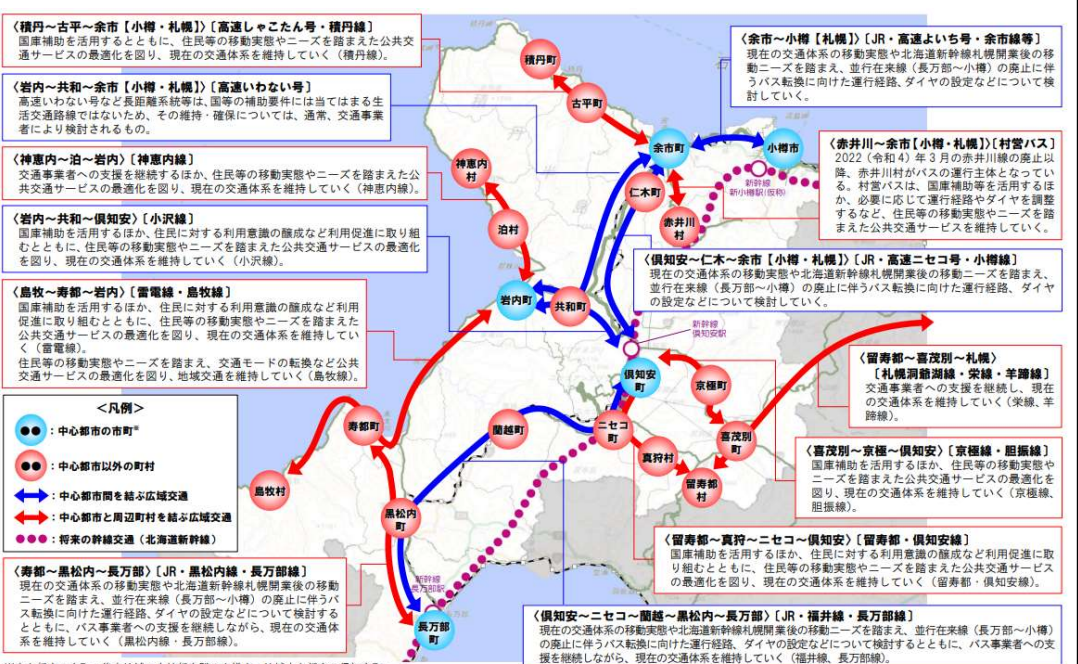 〈積丹～古平～余市【小樽・札幌】〉〔高速しゃこたん号・積丹線〕
国庫補助を活用するとともに、住民等の移動実態やニーズを踏まえた公共交
通サービスの最適化を図り、現在の交通体系を維持していく（積丹線）。
〈岩内～共和～余市【小樽・札幌】〉〔高速いわない号〕
高速いわない号など長距離系統等は、国等の補助要件には当てはまる生
活交通路線ではないため、その維持・確保については、通常、交通事業
者により検討されるもの。
〈神恵内～泊～岩内〉〔神恵内線〕
交通事業者への支援を続けるほか、住民等の移動実態やニーズを踏まえた公
共交通サービスの最適化を図り、現在の交通体系を維持していく（神恵内線）。
〈岩内～共和～倶知安〉〔小沢線〕
国庫補助を活用するほか、住民に対する利用意識の醸成など利用促進に取り組
むとともに、住民等の移動実態やニーズを踏まえた公共交通サービスの最適化
を図り、現在の交通体系を維持していく（小沢線）。
〈島牧～寿都～岩内〉〔雷電線・島牧線〕
国庫補助を活用するほか、住民に対する利用意識の醸成など利用
促進に取り組むとともに、住民等の移動実態やニーズを踏まえた
公共交通サービスの最適化を図り、現在の交通体系を維持してい
く（雷電線）。
住民等の移動実態やニーズを踏まえ、交通モードの転換など公共
交通サービスの最適化を図り、地域交通を維持していく（島牧線）。
＜凡例＞
●●：中心都市の市町※
●●：中心都市以外の町村
：中心都市間を結ぶ広域交通
：中心都市と周辺町村を結ぶ広域交通
：将来の幹線交通（北海道新幹線）
〈寿都～黒松内～長万部〉〔JR・黒松内線・長万部線〕
現在の交通体系の移動実態や北海道新幹線札幌開業後の移動
ニーズを踏まえ、並行在来線（長万部～小樽）の廃止に伴うバ
ス転換に向けた運行経路、ダイヤの設定などについて検討する
とともに、バス事業者への支援を継続しながら、現在の交通体
系を維持していく（黒松内線・長万部線）。
積丹町
古平町
余市町
小樽市
新幹線
新小樽駅(仮称)
仁木町
赤井川
村
神恵内
村
泊村
岩内町
共和町
新幹線
倶知安駅
倶知安
町
京極町
喜茂別
町
ニセコ
町
真狩村
留寿都
村
蘭越町
寿都町
島牧村
黒松内
町
新幹線
長万部駅
長万部
町
〈余市～小樽【札幌】〉〔JR・高速よいち号・余市線等〕
現在の交通体系の移動実態や北海道新幹線札幌開業後の移
動ニーズを踏まえ、並行在来線（長万部～小樽）の廃止に伴
うバス転換に向けた運行経路、ダイヤの設定などについて検
討していく。
〈赤井川～余市[小樽・札幌]〉[村営バス]
2022（令和４）年３月の赤井川線の廃止以
降、赤井川村がバスの運行主体となってい
る。村営バスは、国庫補助等を活用するほ
か、必要に応じて運行経路やダイヤを調整
するなど、住民等の移動実態やニーズを踏
まえた公共交通サービスを維持していく。
〈倶知安～仁木～余市【小樽・札幌】〉〔JR・高速ニセコ号・小樽線〕
現在の交通体系の移動実態や北海道新幹線札幌開業後の移動ニーズを踏まえ、
並行在来線（長万部～小樽）の廃止に伴うバス転換に向けた運行経路、ダイヤ
の設定などについて検討していく。
〈留寿都～喜茂別～札幌〉
〔札幌洞爺湖線・栄線・羊蹄線〕
交通事業者への支援を継続し、現在
の交通体系を維持していく（栄線、羊
蹄線）。
〈喜茂別～京極～倶知安〉〔京極線・胆振線〕
国庫補助を活用するほか、住民等の移動実態や
ニーズを踏まえた公共交通サービスの最適化を
図り、現在の交通体系を維持していく（京極線、
胆振線）。
〈留寿都～真狩～ニセコ～倶知安〉〔留寿都・倶知安線〕
国庫補助を活用するほか、住民に対する利用意識の醸成など利用促進に取
り組むとともに、住民等の移動実態やニーズを踏まえた公共交通サービス
の最適化を図り、現在の交通体系を維持していく（留寿都・倶知安線）。
〈倶知安～ニセコ～蘭越～黒松内～長万部〉〔JR・福井線・長万部線〕
現在の交通体系の移動実態や北海道新幹線札幌開業後の移動ニーズを踏まえ、並行在来線（長万部～小樽）
の廃止に伴うバス転換に向けた運行経路、ダイヤの設定などについて検討するとともに、バス事業者への支
援を継続しながら、現在の交通体系を維持していく（福井線、長万部線）。